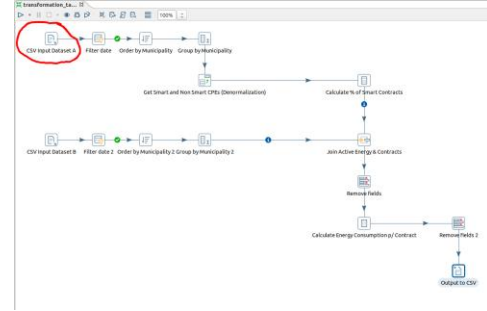 transformation_ta...
100%
CSV Input Dataset A
Filter date
Order by Municipality
Group by Municipality
Get Smart and Non Smart CPEs (Denormalization)
Calculate % of Smart Contracts
CSV Input Dataset B
Filter date 2
Order by Municipality 2
Group by Municipality 2
Join Active Energy & Contracts
Remove fields
Calculate Energy Consumption p/ Contract
Remove fields 2
Output to CSV